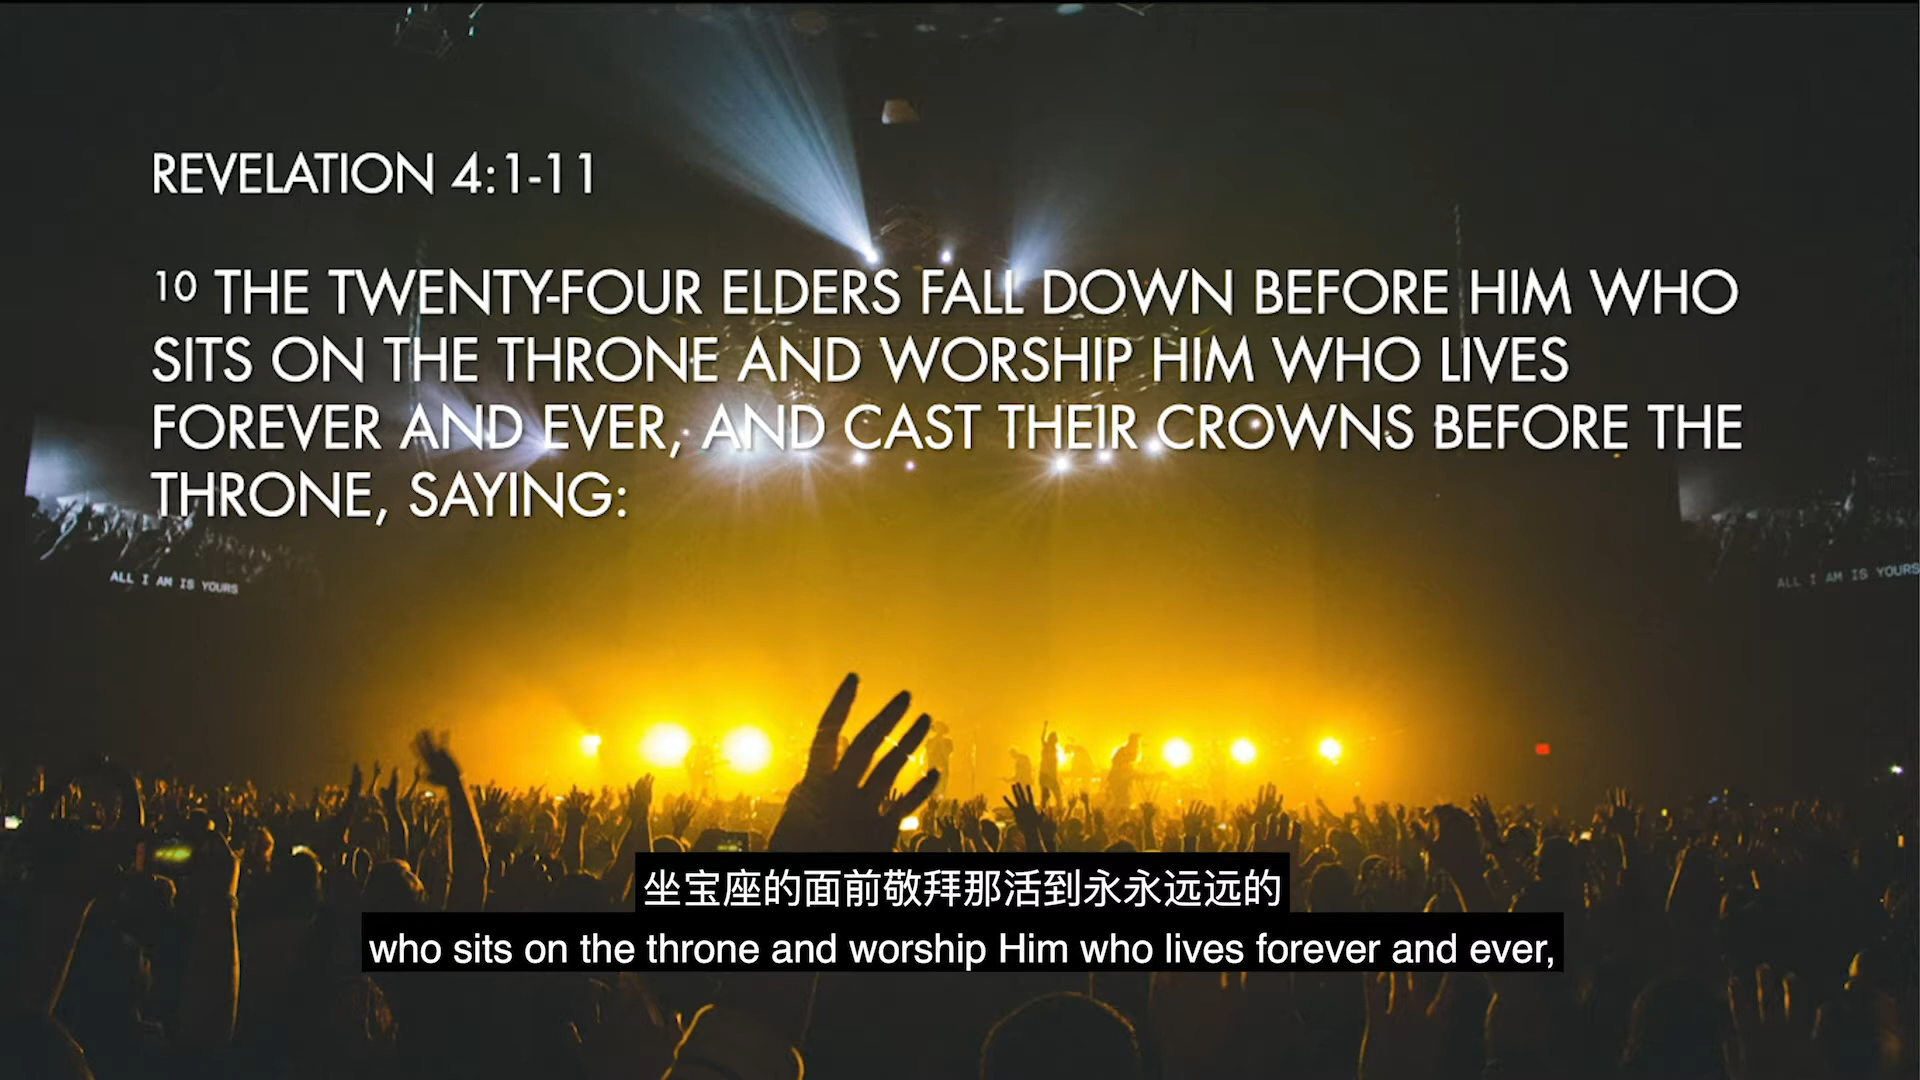 REVELATION 4:1-11
10 THE TWENTY-FOUR ELDERS FALL DOWN BEFORE HIM WHO
SITS ON THE THRONE AND WORSHIP HIM WHO LIVES
FOREVER AND EVER, AND CAST THEIR CROWNS BEFORE THE
THRONE, SAYING:
ALL I AM IS YOURS
ALL I AM IS YOURS
坐宝座的面前敬拜那活到永永远远的
who sits on the throne and worship Him who lives forever and ever,